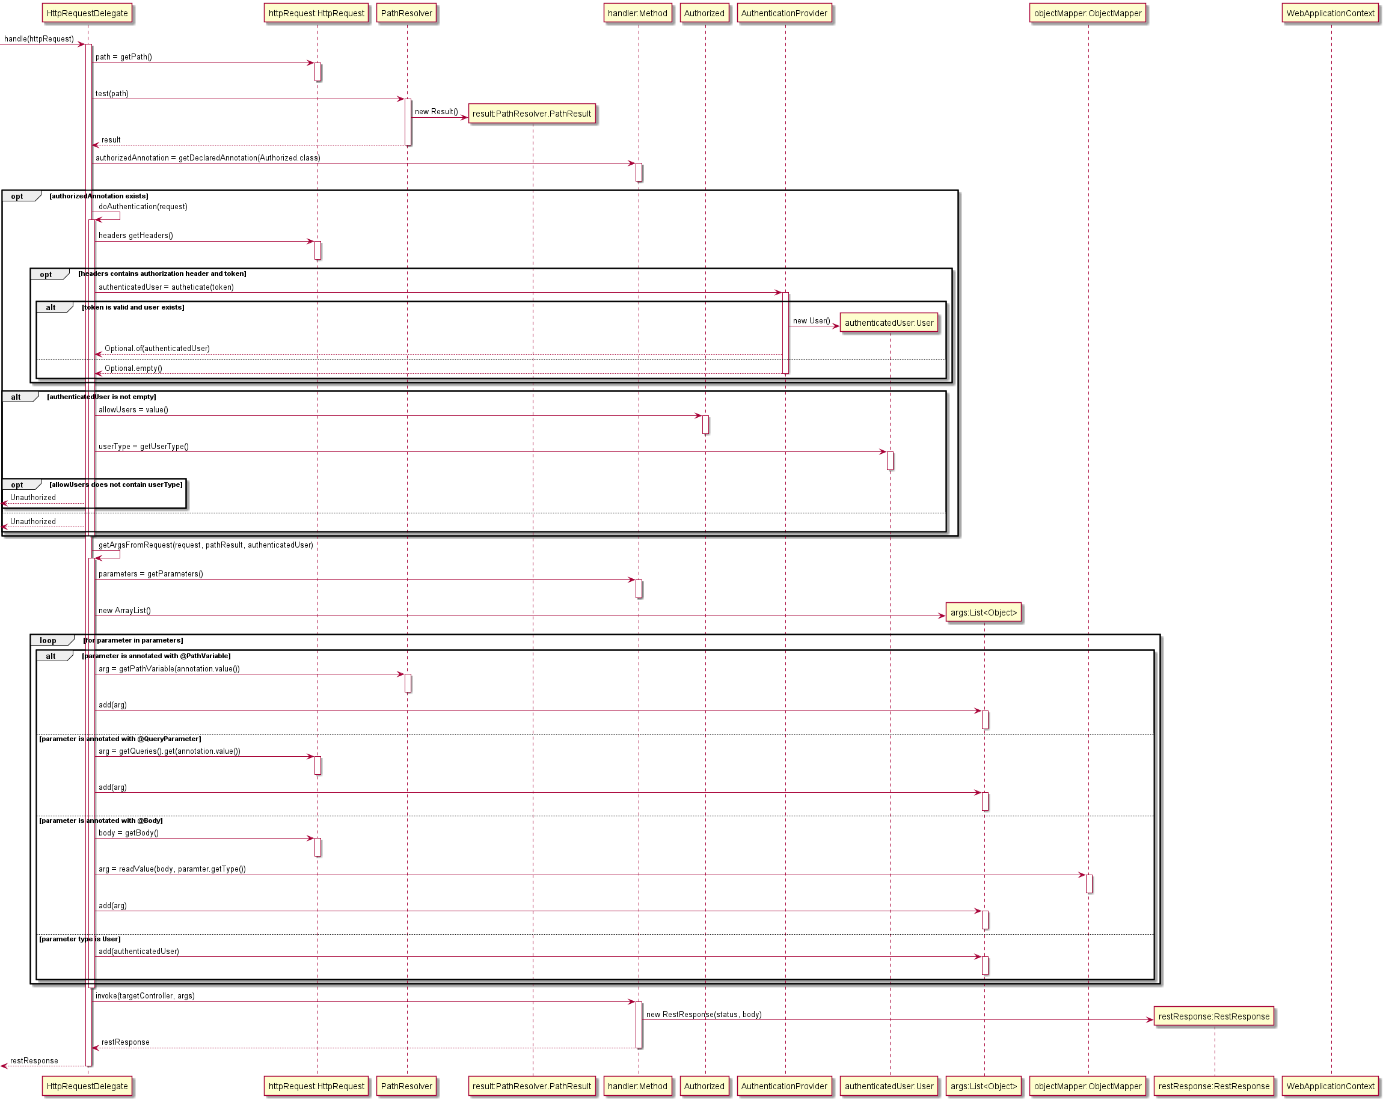 HttpRequestDelegate
httpRequest:HttpRequest
PathResolver
handler:Method
Authorized
AuthenticationProvider
objectMapper:ObjectMapper
WebApplicationContext
handle(httpRequest)
path = getPath()
test(path)
new Result()
result:PathResolver.PathResult
result
authorizedAnnotation = getDeclaredAnnotation(Authorized.class)
opt [authorizedAnnotation exists]
doAuthentication(request)
headers getHeaders()
opt [headers contains authorization header and token]
authenticatedUser = autheticate(token)
alt [token is valid and user exists]
new User()
authenticatedUser:User
Optional.of(authenticatedUser)
Optional.empty()
alt [authenticatedUser is not empty]
allowUsers = value()
userType = getUserType()
opt [allowUsers does not contain userType]
Unauthorized
Unauthorized
getArgsFromRequest(request, pathResult, authenticatedUser)
parameters = getParameters()
new ArrayList()
args:List<Object>
loop [for parameter in parameters]
alt [parameter is annotated with @PathVariable]
arg = getPathVariable(annotation.value())
add(arg)
[parameter is annotated with @QueryParameter]
arg = getQueries().get(annotation.value())
add(arg)
[parameter is annotated with @Body]
body = getBody()
arg = readValue(body, paramter.getType())
add(arg)
[parameter type is User]
add(authenticatedUser)
invoke(targetController, args)
new RestResponse(status, body)
restResponse:RestResponse
restResponse
restResponse
HttpRequestDelegate
httpRequest:HttpRequest
PathResolver
result:PathResolver.PathResult
handler:Method
Authorized
AuthenticationProvider
authenticatedUser:User
args:List<Object>
objectMapper:ObjectMapper
restResponse:RestResponse
WebApplicationContext